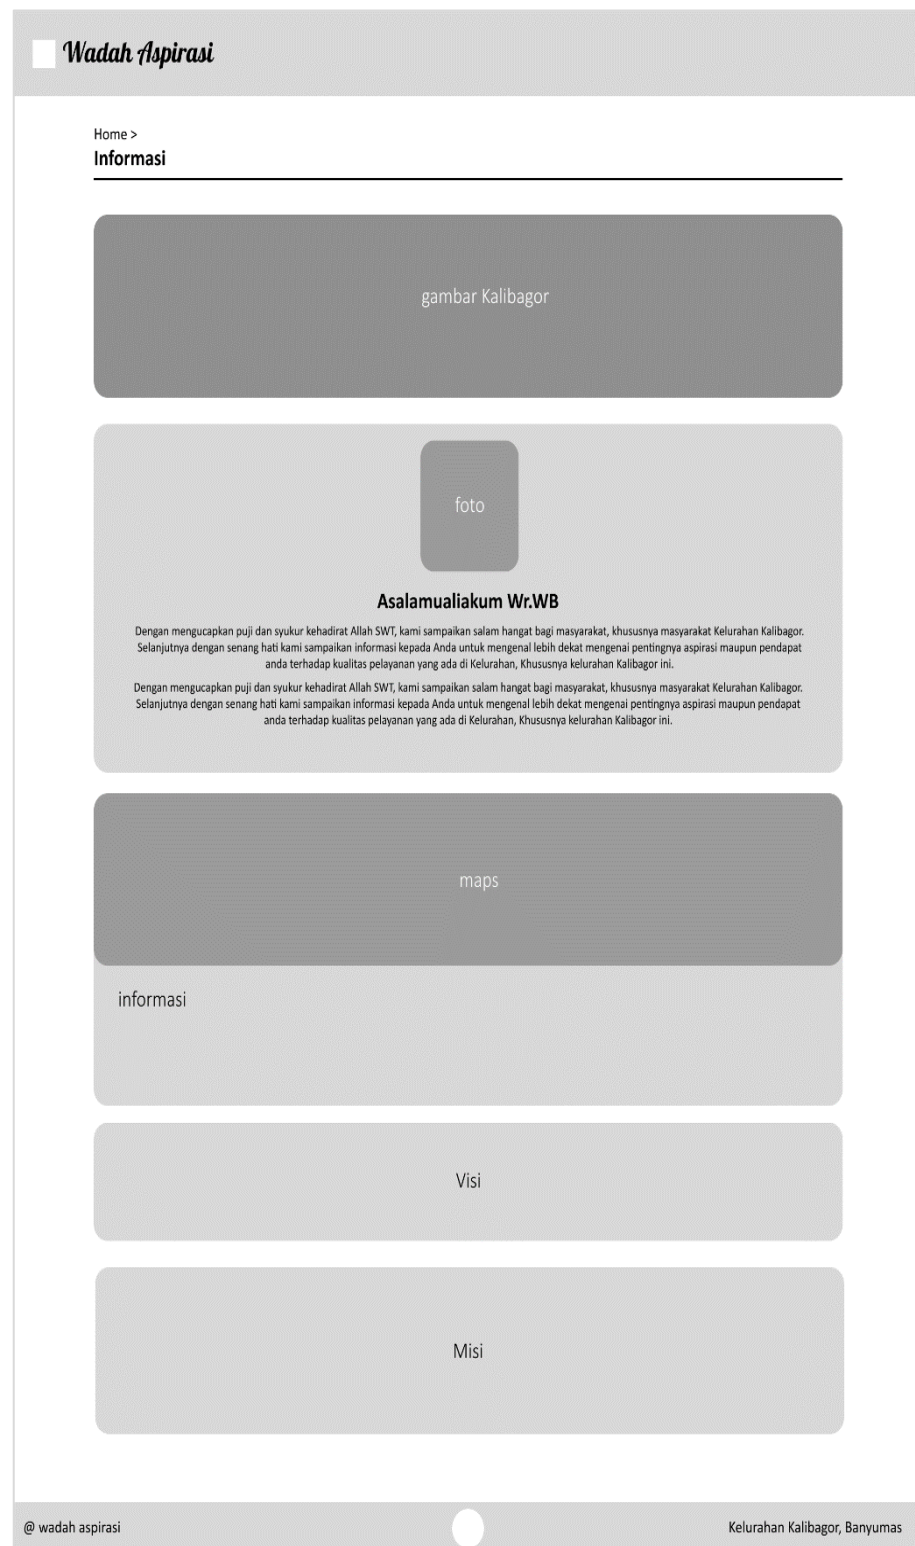 Wadah Aspirasi
Home >
Informasi
gambar Kalibagor
foto
Asalamualiakum Wr.WB
Dengan mengucapkan puji dan syukur kehadirat Allah SWT, kami sampaikan salam hangat bagi masyarakat, khususnya masyarakat Kelurahan Kalibagor.
Selanjutnya dengan senang hati kami sampaikan informasi kepada Anda untuk mengenal lebih dekat mengenai pentingnya aspirasi maupun pendapat
anda terhadap kualitas pelayanan yang ada di Kelurahan, Khususnya kelurahan Kalibagor ini.
Dengan mengucapkan puji dan syukur kehadirat Allah SWT, kami sampaikan salam hangat bagi masyarakat, khususnya masyarakat Kelurahan Kalibagor.
Selanjutnya dengan senang hati kami sampaikan informasi kepada Anda untuk mengenal lebih dekat mengenai pentingnya aspirasi maupun pendapat
anda terhadap kualitas pelayanan yang ada di Kelurahan, Khususnya kelurahan Kalibagor ini.
maps
informasi
Visi
Misi
@ wadah aspirasi
Kelurahan Kalibagor, Banyumas